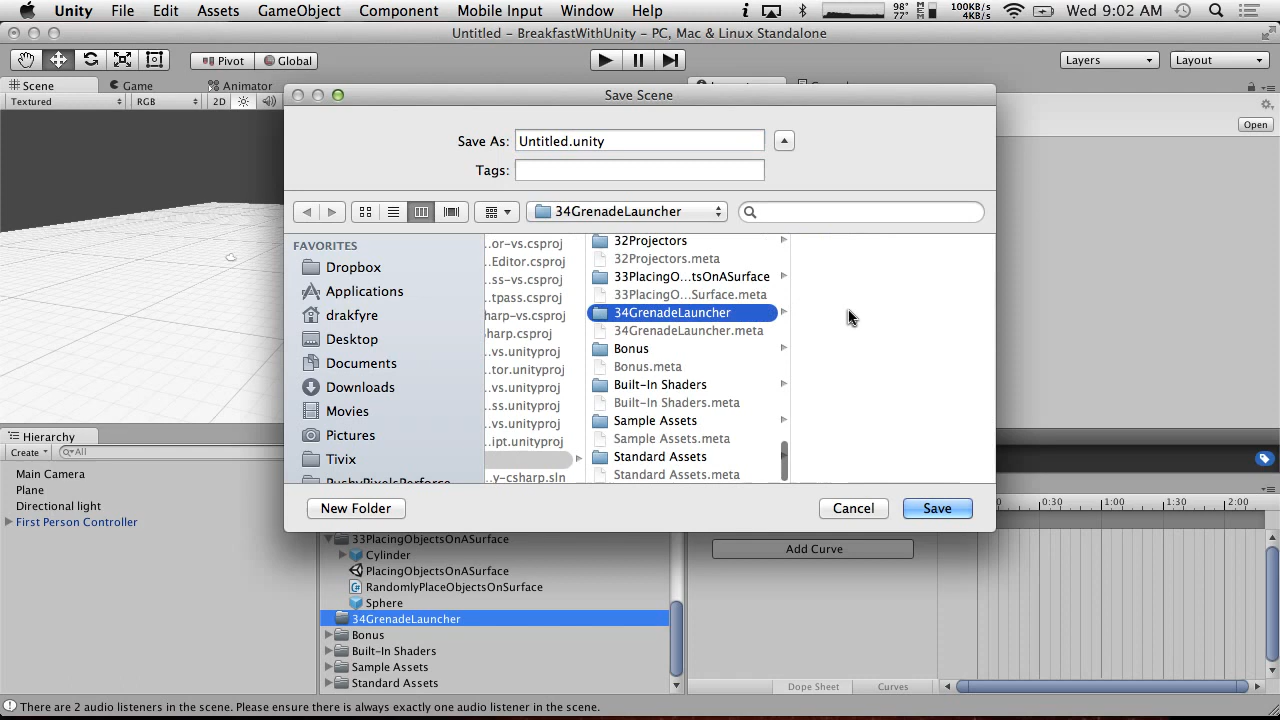 Unity File Edit Assets GameObject Component Mobile Input Window Help 98° 77° 100KB/s 4KB/s Wed 9:02 AM
Untitled - BreakfastWithUnity - PC, Mac & Linux Standalone
Pivot Global Layers Layout
Scene Game Animator
Textured RGB 2D
Open
Save Scene
Save As: Untitled.unity
Tags:
34GrenadeLauncher
FAVORITES
Dropbox
Applications
drakfyre
Desktop
Documents
Downloads
Movies
Pictures
Tivix
PushyPixelsPerforce
..or-vs.csproj
..Editor.csproj
..ss-vs.csproj
..tpass.csproj
harp-vs.csproj
harp.csproj
..vs.unityproj
..tor.unityproj
..vs.unityproj
..ss.unityproj
..vs.unityproj
..ipt.unityproj
..y-csharp.sln
32Projectors
32Projectors.meta
33PlacingO...tsOnASurface
33PlacingO...Surface.meta
34GrenadeLauncher
34GrenadeLauncher.meta
Bonus
Bonus.meta
Built-In Shaders
Built-In Shaders.meta
Sample Assets
Sample Assets.meta
Standard Assets
Standard Assets.meta
New Folder Cancel Save
Hierarchy
Create All
Main Camera
Plane
Directional light
First Person Controller
33PlacingObjectsOnASurface
Cylinder
PlacingObjectsOnASurface
RandomlyPlaceObjectsOnSurface
Sphere
34GrenadeLauncher
Bonus
Built-In Shaders
Sample Assets
Standard Assets
0:30 1:00 1:30 2:00
Add Curve
Dope Sheet Curves
There are 2 audio listeners in the scene. Please ensure there is always exactly one audio listener in the scene.